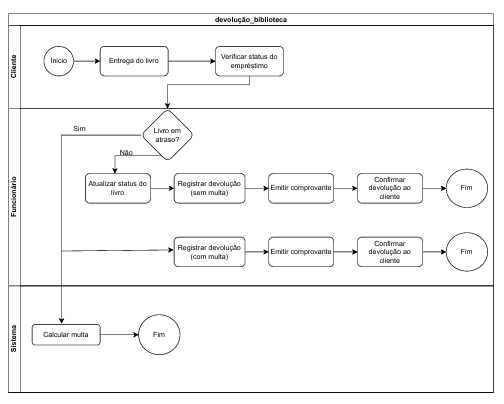 devolução_biblioteca
Cliente
Inicio
Entrega do livro
Verificar status do
empréstimo
Funcionário
Livro em
atraso?
Sim
Não
Atualizar status do
livro
Registrar devolução
(sem multa)
Emitir comprovante
Confirmar
devolução ao
cliente
Fim
Registrar devolução
(com multa)
Emitir comprovante
Confirmar
devolução ao
cliente
Fim
Sistema
Calcular multa
Fim